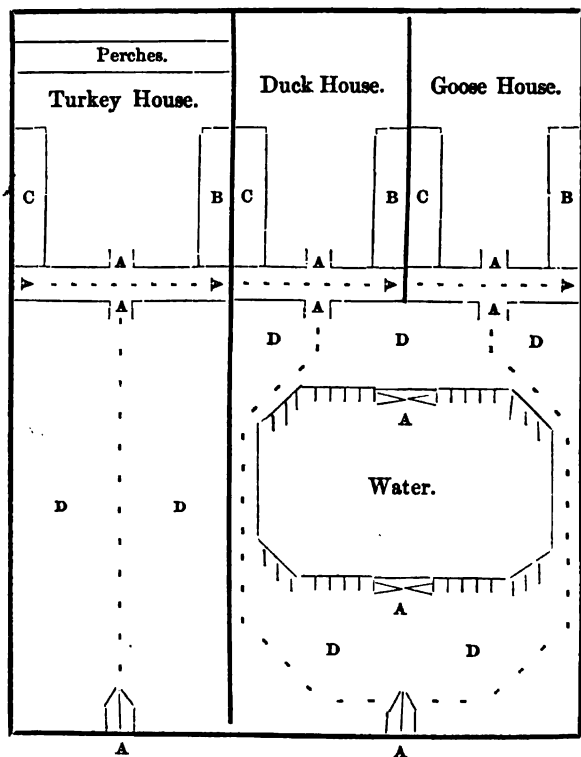 Perches.
Turkey House. Duck House. Goose House.
C B C B C B
A A A
A A A A A A
A A A
D D D
A
Water.
D D
A
D D
A A